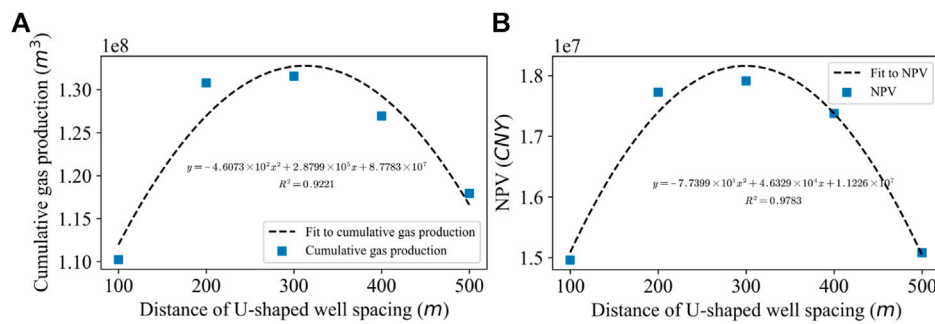 A
1e8
Cumulative gas production (m³)
1.30
1.25
1.20
1.15
1.10
y=−4.6073×10²x²+2.8799×10⁵x+8.7783×10⁷
R²=0.9221
Fit to cumulative gas production
Cumulative gas production
100
200
300
400
500
Distance of U-shaped well spacing (m)
B
1e7
NPV (CNY)
1.8
1.7
1.6
1.5
Fit to NPV
NPV
y=−7.7399×10¹x²+4.6329×10⁴x+1.1226×10⁷
R²=0.9783
100
200
300
400
500
Distance of U-shaped well spacing (m)